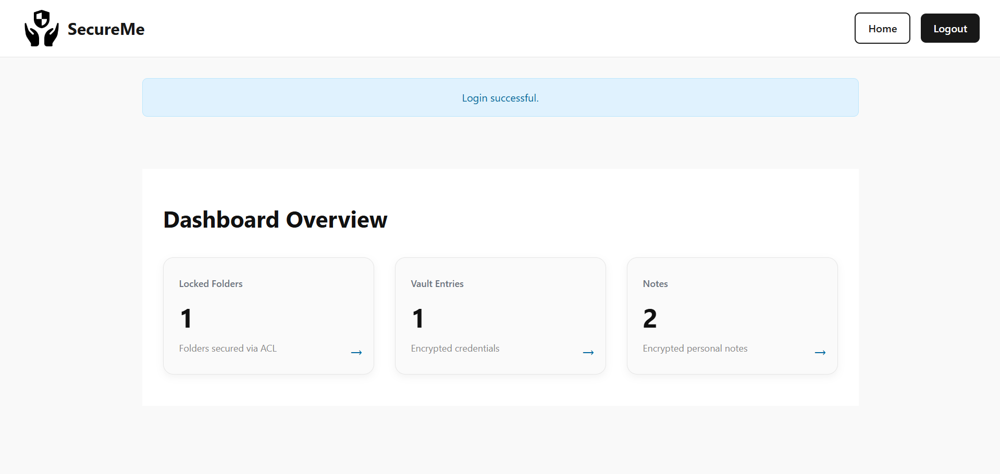 SecureMe
Home
Logout
Login successful.
Dashboard Overview
Locked Folders
1
Folders secured via ACL
→
Vault Entries
1
Encrypted credentials
→
Notes
2
Encrypted personal notes
→